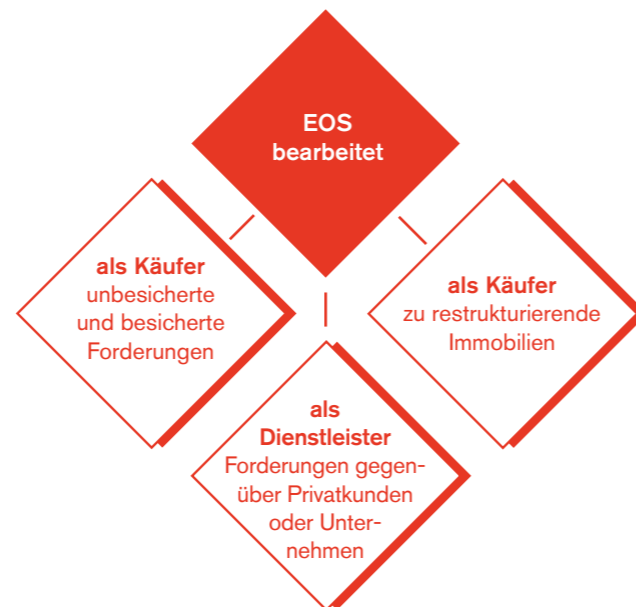 EOS
bearbeitet
als Käufer
unbesicherte
und besicherte
Forderungen
als Käufer
zu restrukturierende
Immobilien
als
Dienstleister
Forderungen gegen-
über Privatkunden
oder Unter-
nehmen